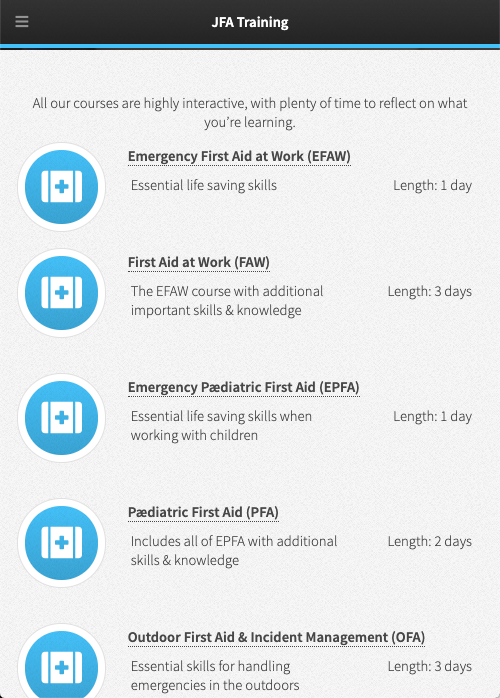 JFA Training
All our courses are highly interactive, with plenty of time to reflect on what
you’re learning.
Emergency First Aid at Work (EFAW)
Essential life saving skills
Length: 1 day
First Aid at Work (FAW)
The EFAW course with additional
important skills & knowledge
Length: 3 days
Emergency Pædiatric First Aid (EPFA)
Essential life saving skills when
working with children
Length: 1 day
Pædiatric First Aid (PFA)
Includes all of EPFA with additional
skills & knowledge
Length: 2 days
Outdoor First Aid & Incident Management (OFA)
Essential skills for handling
emergencies in the outdoors
Length: 3 days